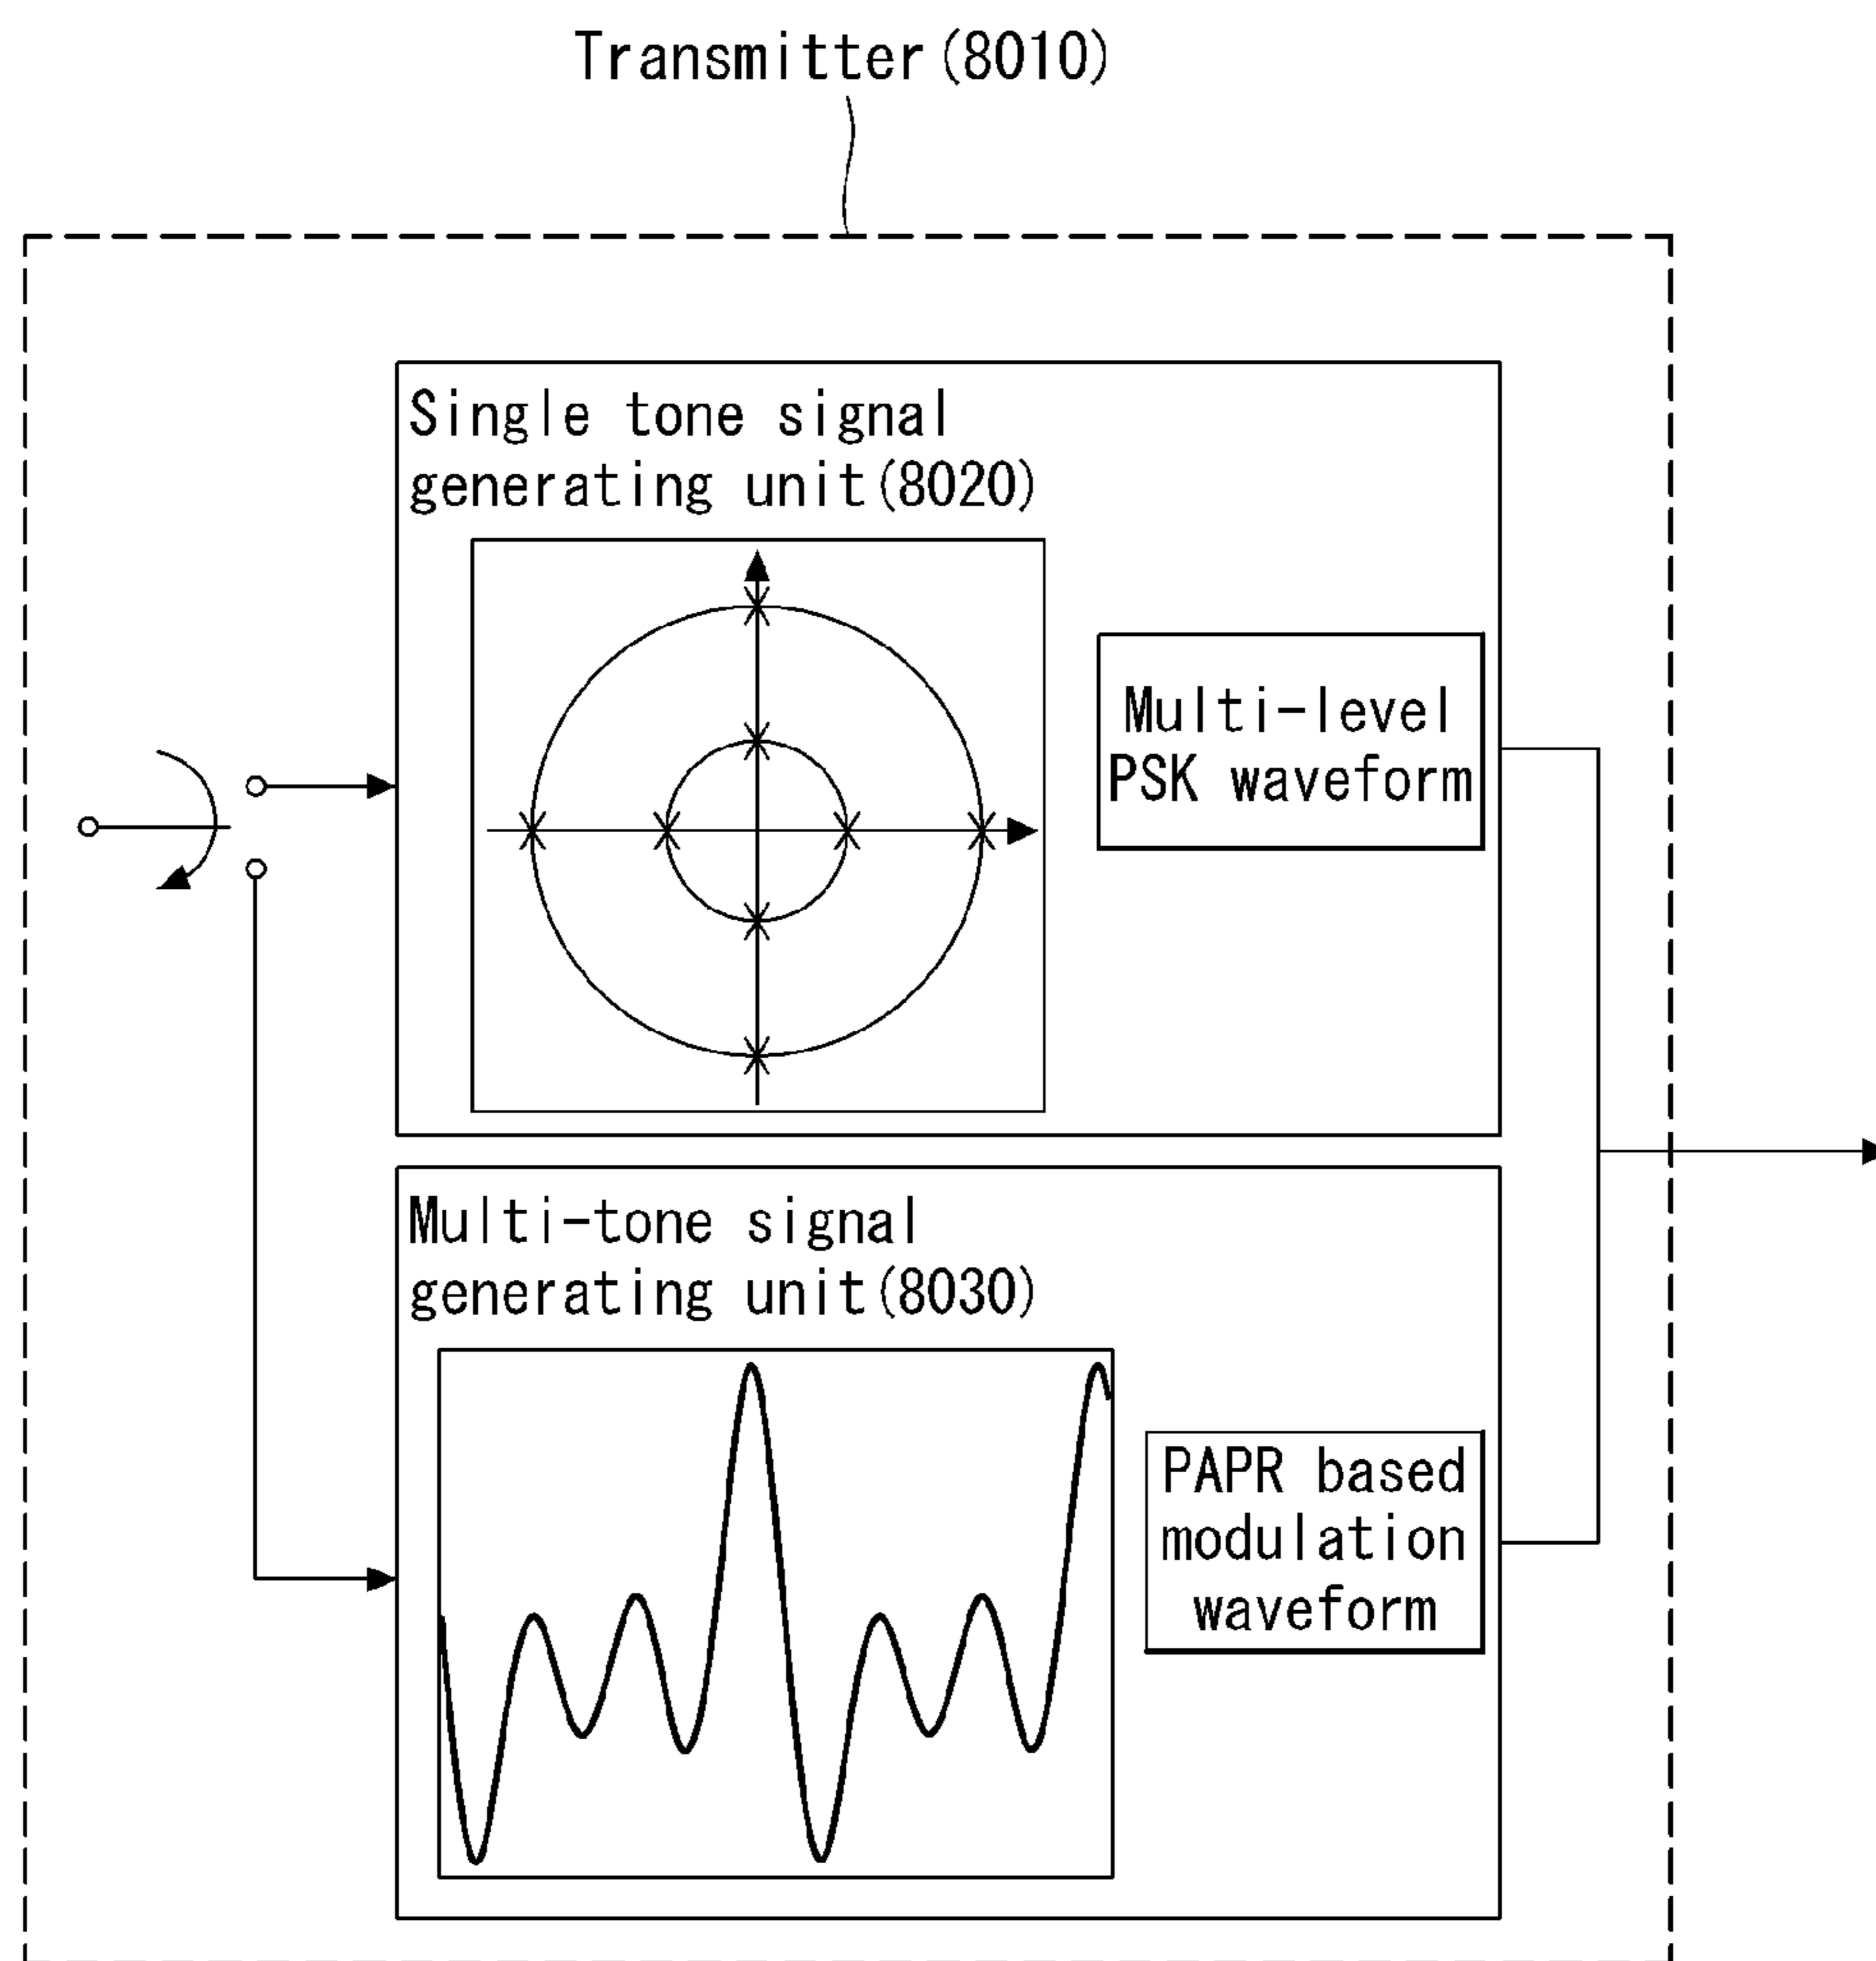 Transmitter(8010)
Single tone signal
generating unit(8020)
Multi-level
PSK waveform
Multi-tone signal
generating unit(8030)
PAPR based
modulation
waveform